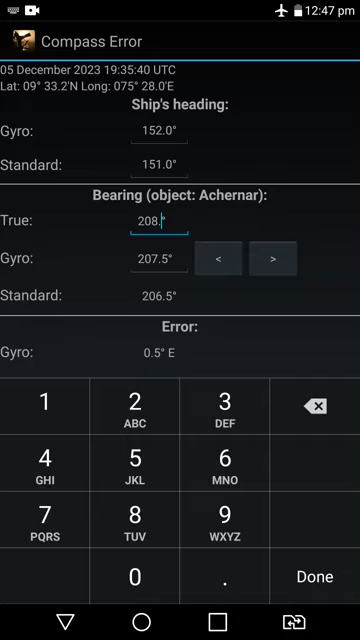 12:47 pm
Compass Error
05 December 2023 19:35:40 UTC
Lat: 09° 33.2'N Long: 075° 28.0'E
Ship's heading:
Gyro: 152.0°
Standard: 151.0°
Bearing (object: Achernar):
True: 208.°
Gyro: 207.5° < >
Standard: 206.5°
Error:
Gyro: 0.5° E
1 2 3
ABC DEF
4 5 6
GHI JKL MNO
7 8 9
PQRS TUV WXYZ
0 . Done